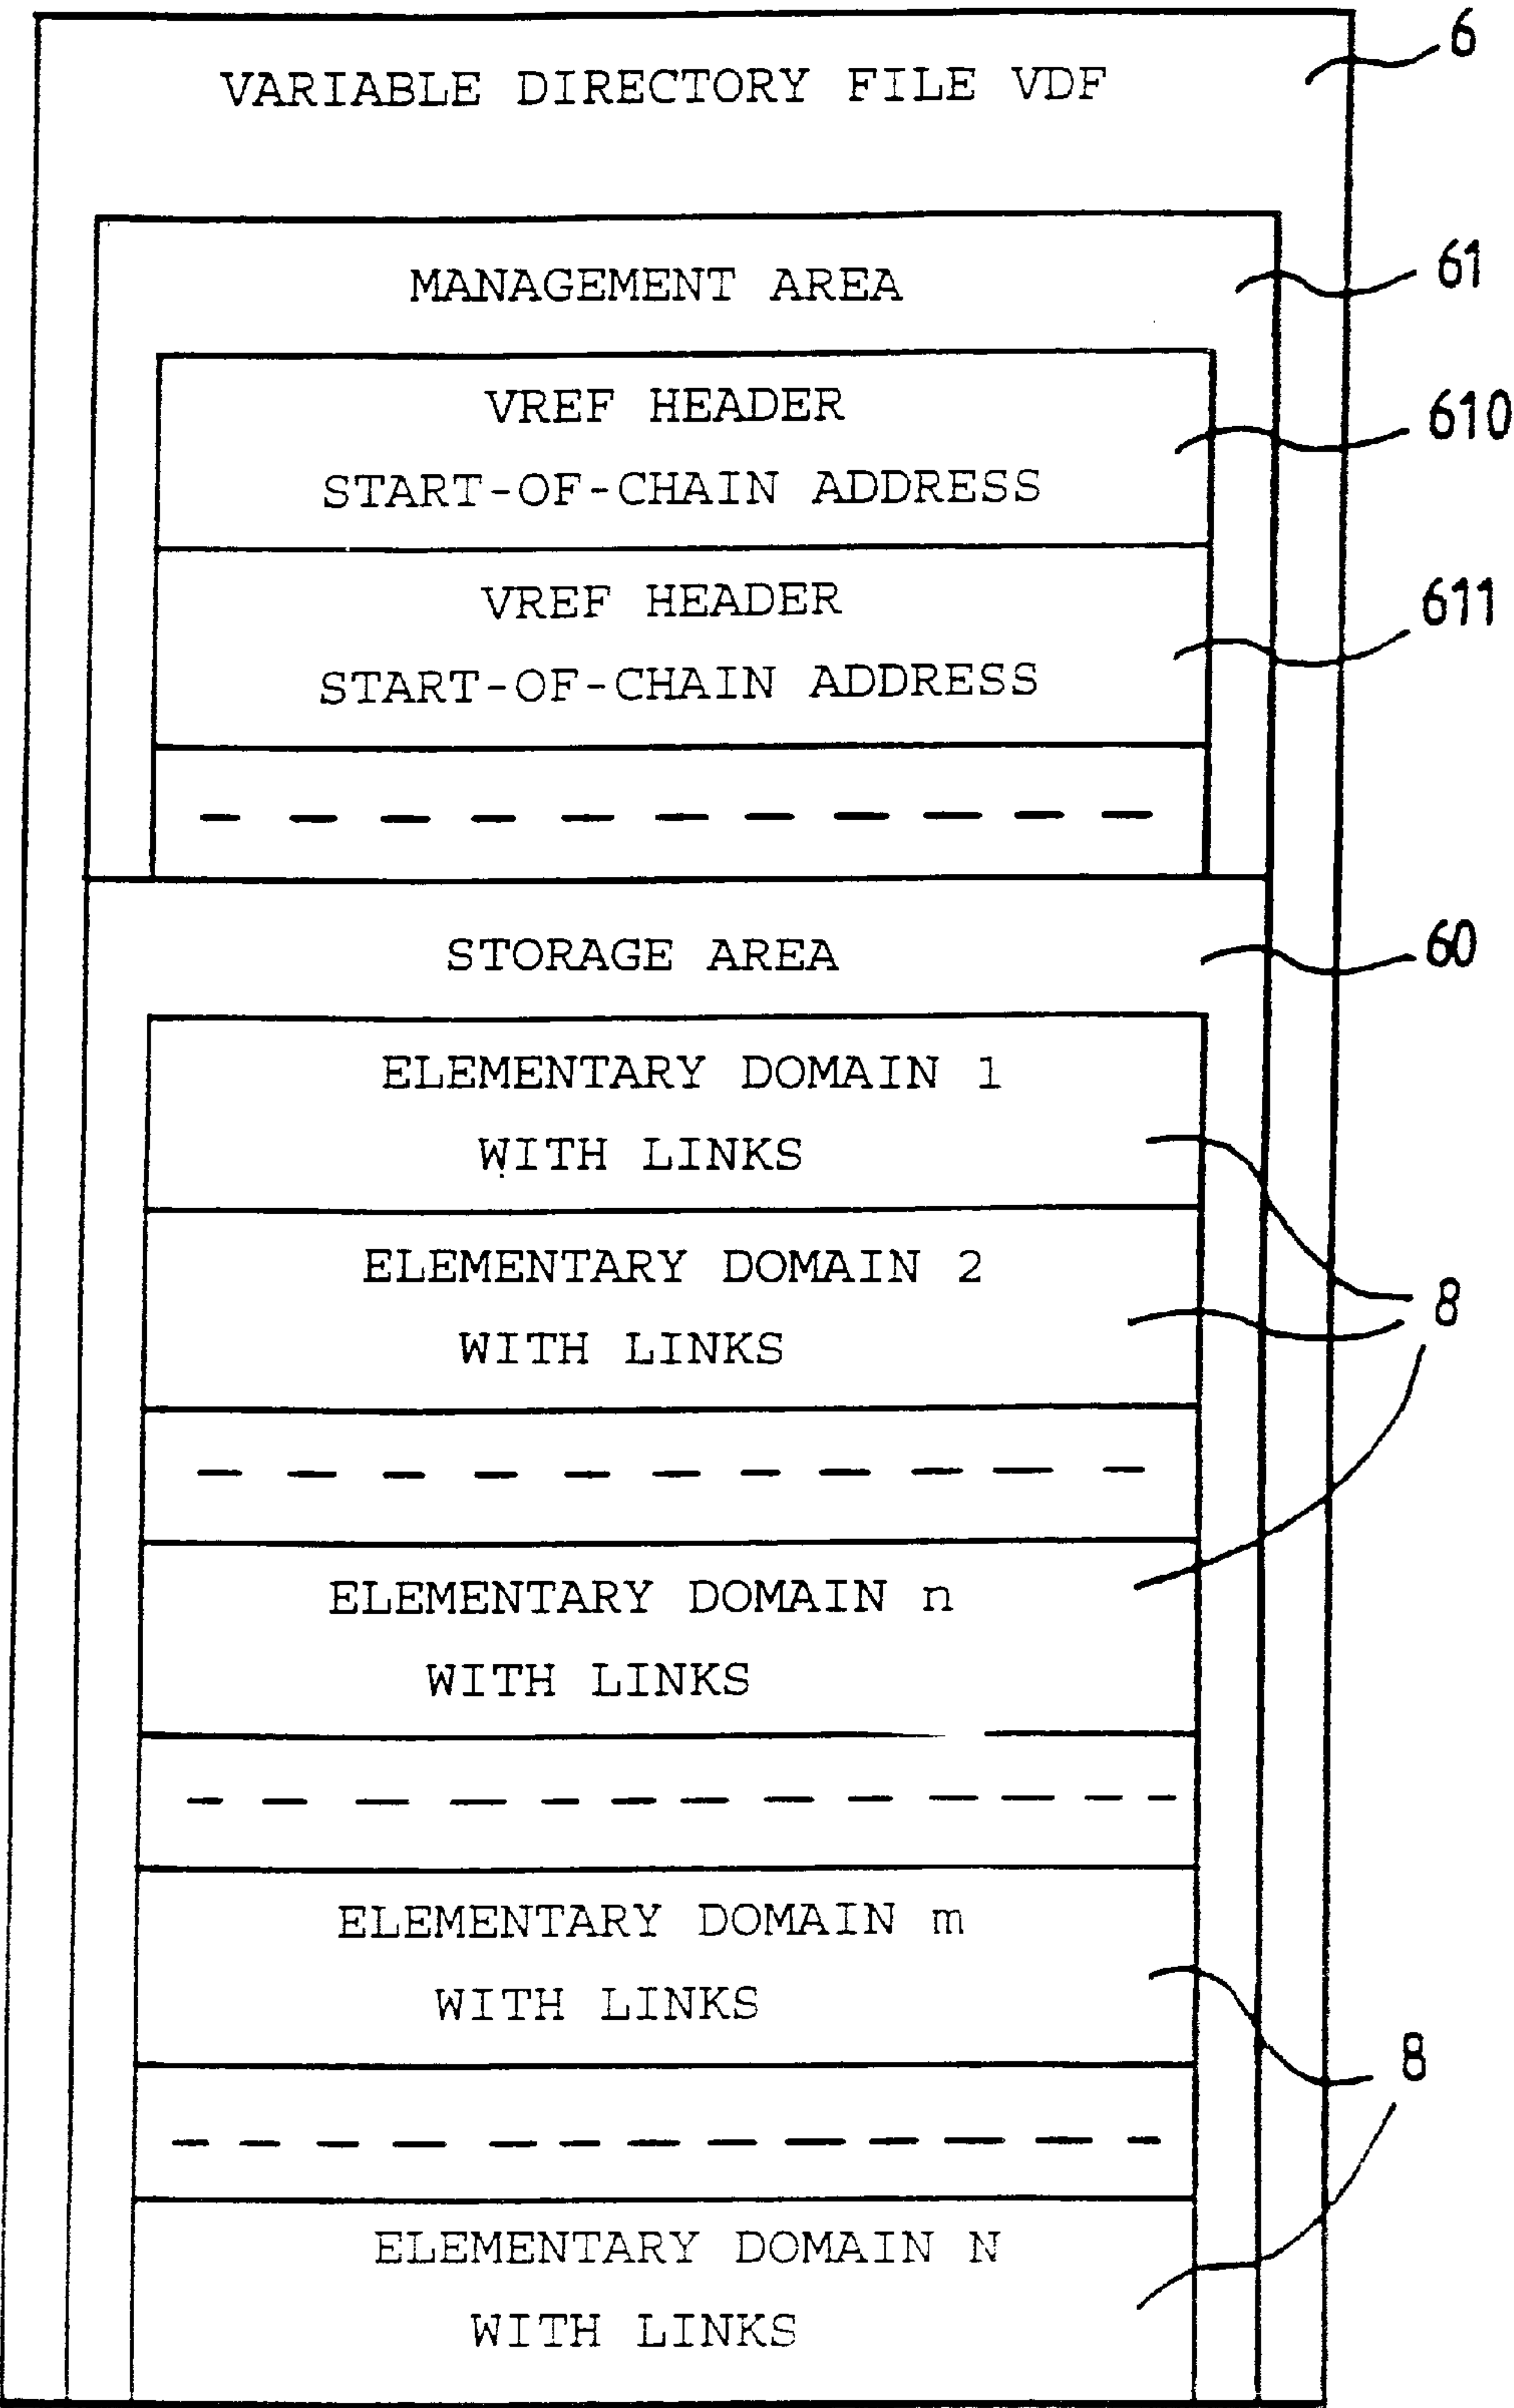 VARIABLE DIRECTORY FILE VDF
6
MANAGEMENT AREA
61
VREF HEADER
START-OF-CHAIN ADDRESS
610
VREF HEADER
START-OF-CHAIN ADDRESS
611
STORAGE AREA
60
ELEMENTARY DOMAIN 1
WITH LINKS
ELEMENTARY DOMAIN 2
WITH LINKS
8
ELEMENTARY DOMAIN n
WITH LINKS
ELEMENTARY DOMAIN m
WITH LINKS
8
ELEMENTARY DOMAIN N
WITH LINKS